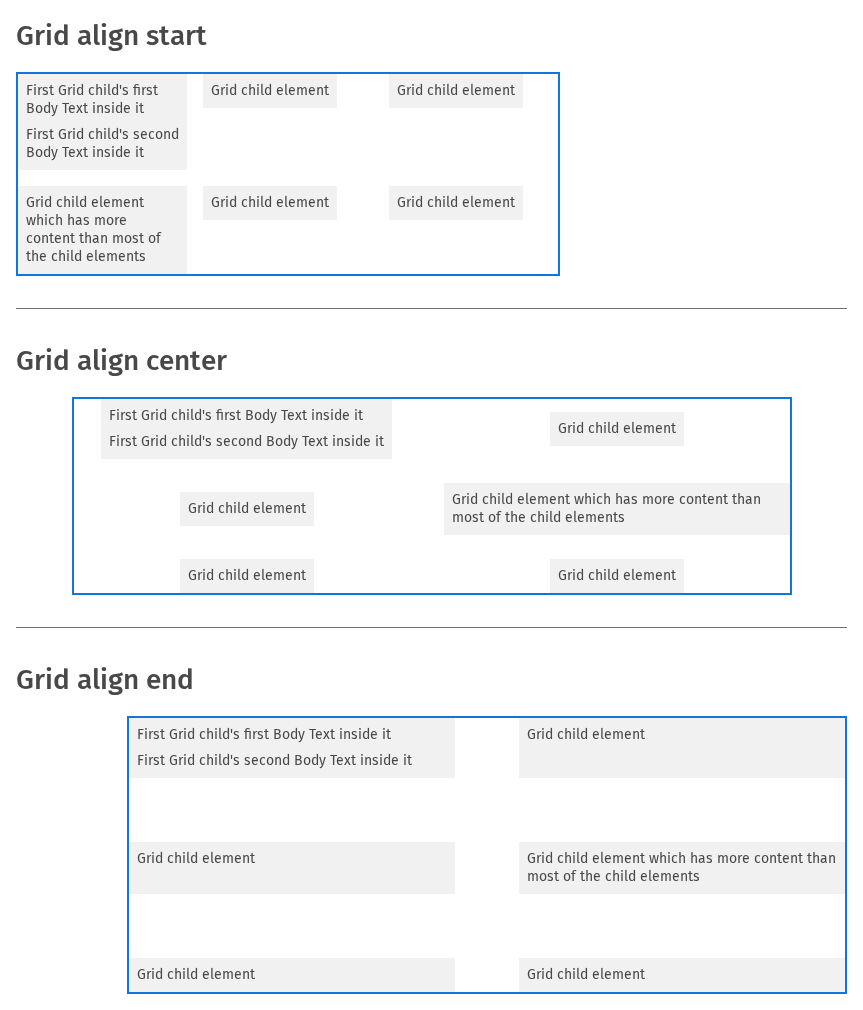 Grid align start
First Grid child's first
Body Text inside it
First Grid child's second
Body Text inside it
Grid child element
Grid child element
Grid child element
which has more
content than most of
the child elements
Grid child element
Grid child element
Grid align center
First Grid child's first Body Text inside it
First Grid child's second Body Text inside it
Grid child element
Grid child element
Grid child element which has more content than
most of the child elements
Grid child element
Grid child element
Grid align end
First Grid child's first Body Text inside it
First Grid child's second Body Text inside it
Grid child element
Grid child element
Grid child element which has more content than
most of the child elements
Grid child element
Grid child element